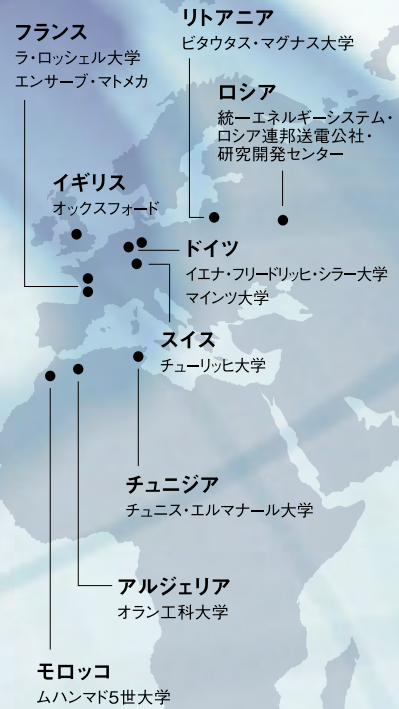 フランス
ラ・ロッシェル大学
エンサーブ・マトメカ
リトアニア
ビタウタス・マグナス大学
ロシア
統一エネルギーシステム・
ロシア連邦送電公社・
研究開発センター
イギリス
オックスフォード
ドイツ
イエナ・フリードリッヒ・シラー大学
マインツ大学
スイス
チューリッヒ大学
チュニジア
チュニス・エルマナール大学
アルジェリア
オラン工科大学
モロッコ
ムハンマド5世大学